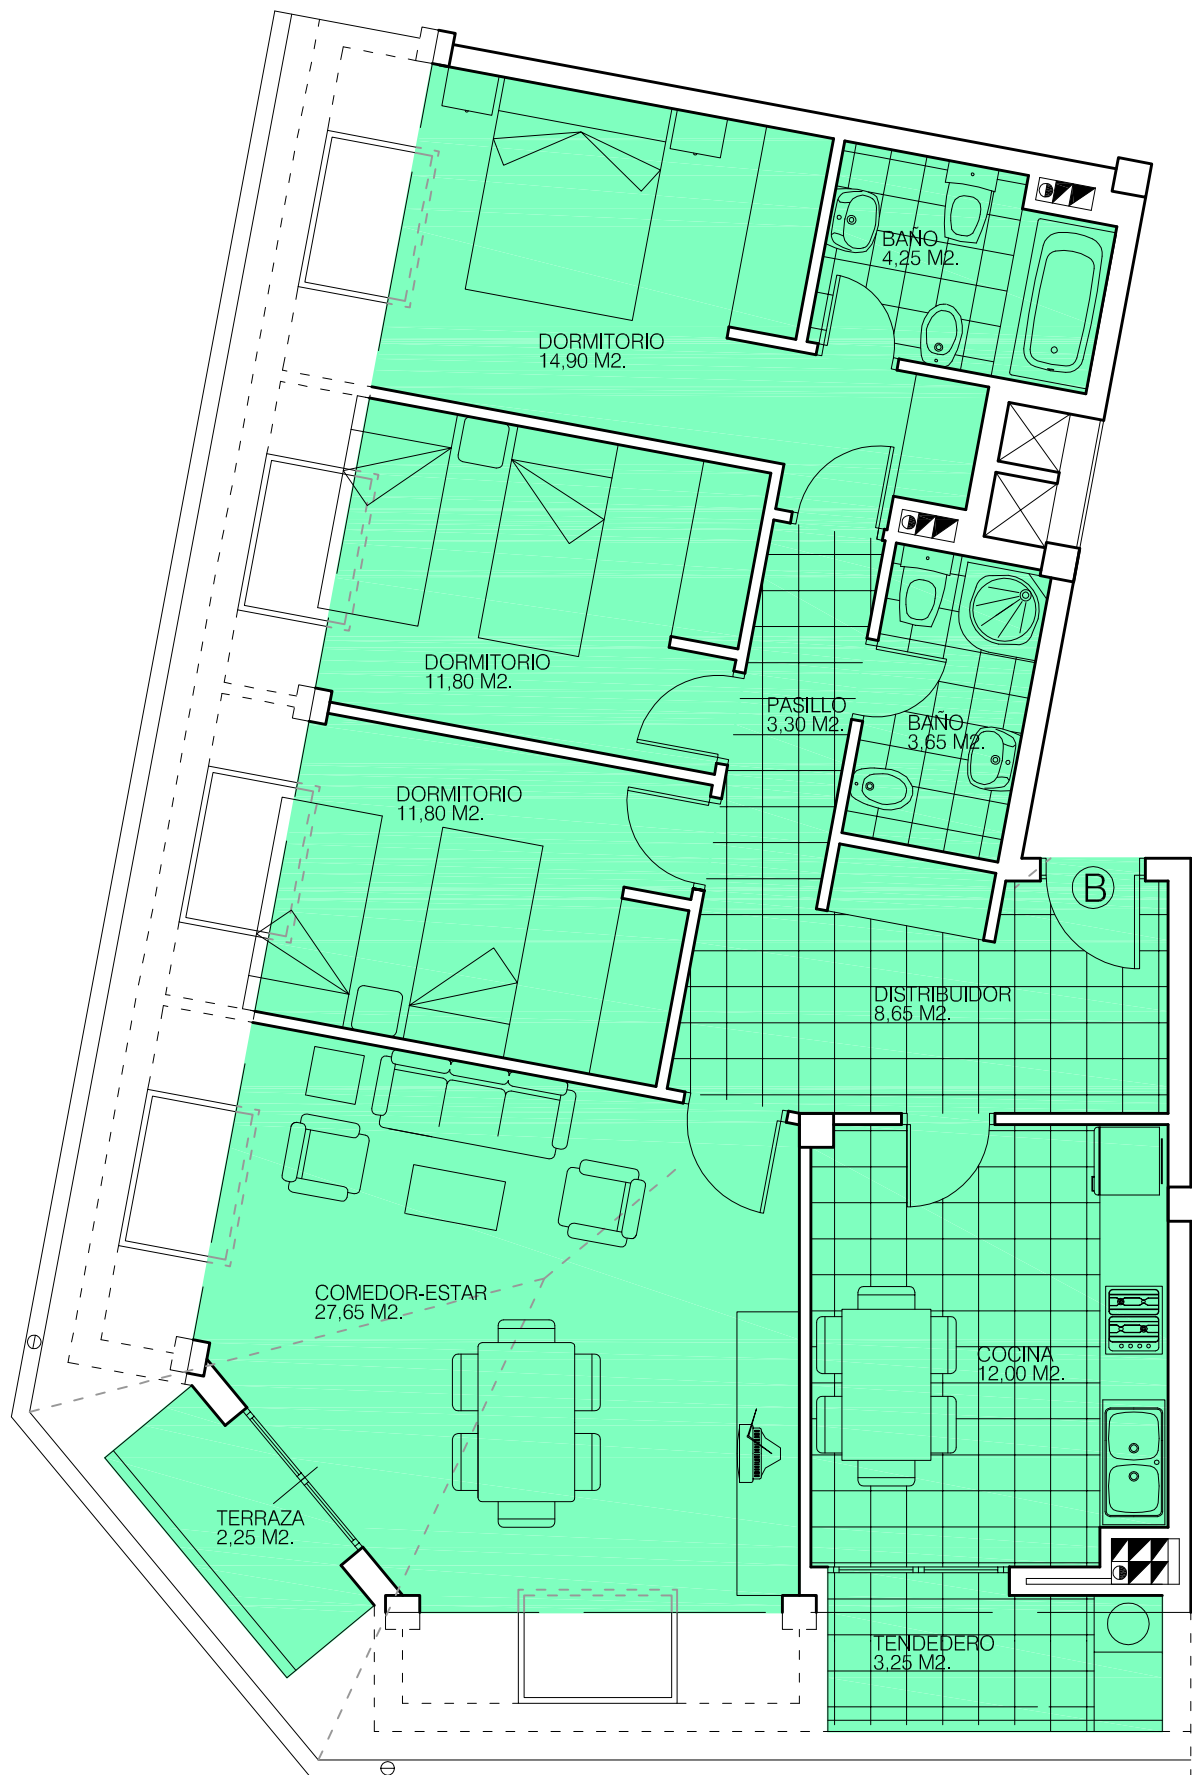 BAÑO
4,25 M2.
DORMITORIO
14,90 M2.
DORMITORIO
11,80 M2.
PASILLO
3,30 M2.
BAÑO
3,65 M2.
DORMITORIO
11,80 M2.
B
DISTRIBUIDOR
8,65 M2.
COMEDOR-ESTAR
27,65 M2.
COCINA
12,00 M2.
TERRAZA
2,25 M2.
TENDEDERO
3,25 M2.